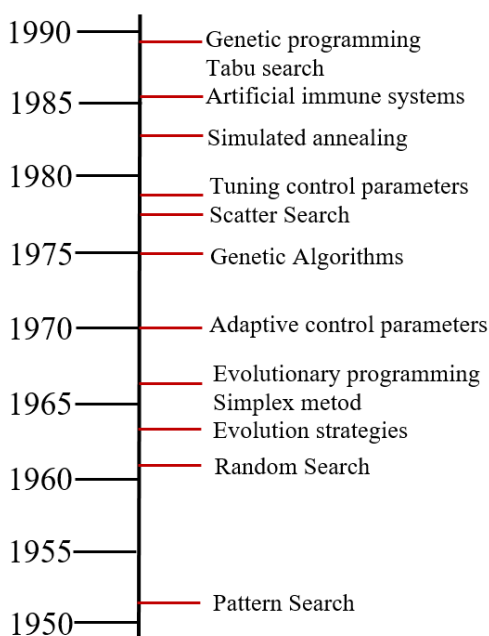 1990
Genetic programming
Tabu search
1985
Artificial immune systems
Simulated annealing
1980
Tuning control parameters
Scatter Search
1975
Genetic Algorithms
1970
Adaptive control parameters
Evolutionary programming
Simplex metod
1965
Evolution strategies
Random Search
1960
1955
Pattern Search
1950